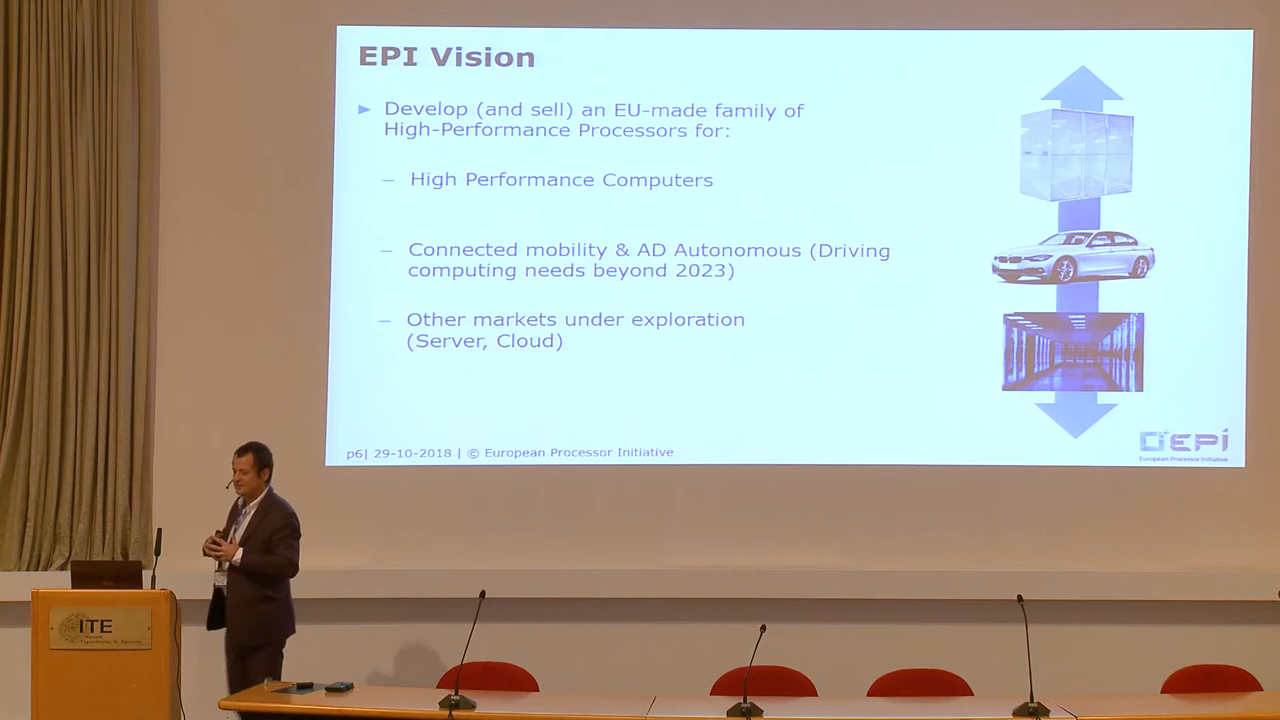 EPI Vision
► Develop (and sell) an EU-made family of
High-Performance Processors for:
– High Performance Computers
– Connected mobility & AD Autonomous (Driving
computing needs beyond 2023)
– Other markets under exploration
(Server, Cloud)
p6| 29-10-2018 | © European Processor Initiative
EPI
European Processor Initiative
ITE